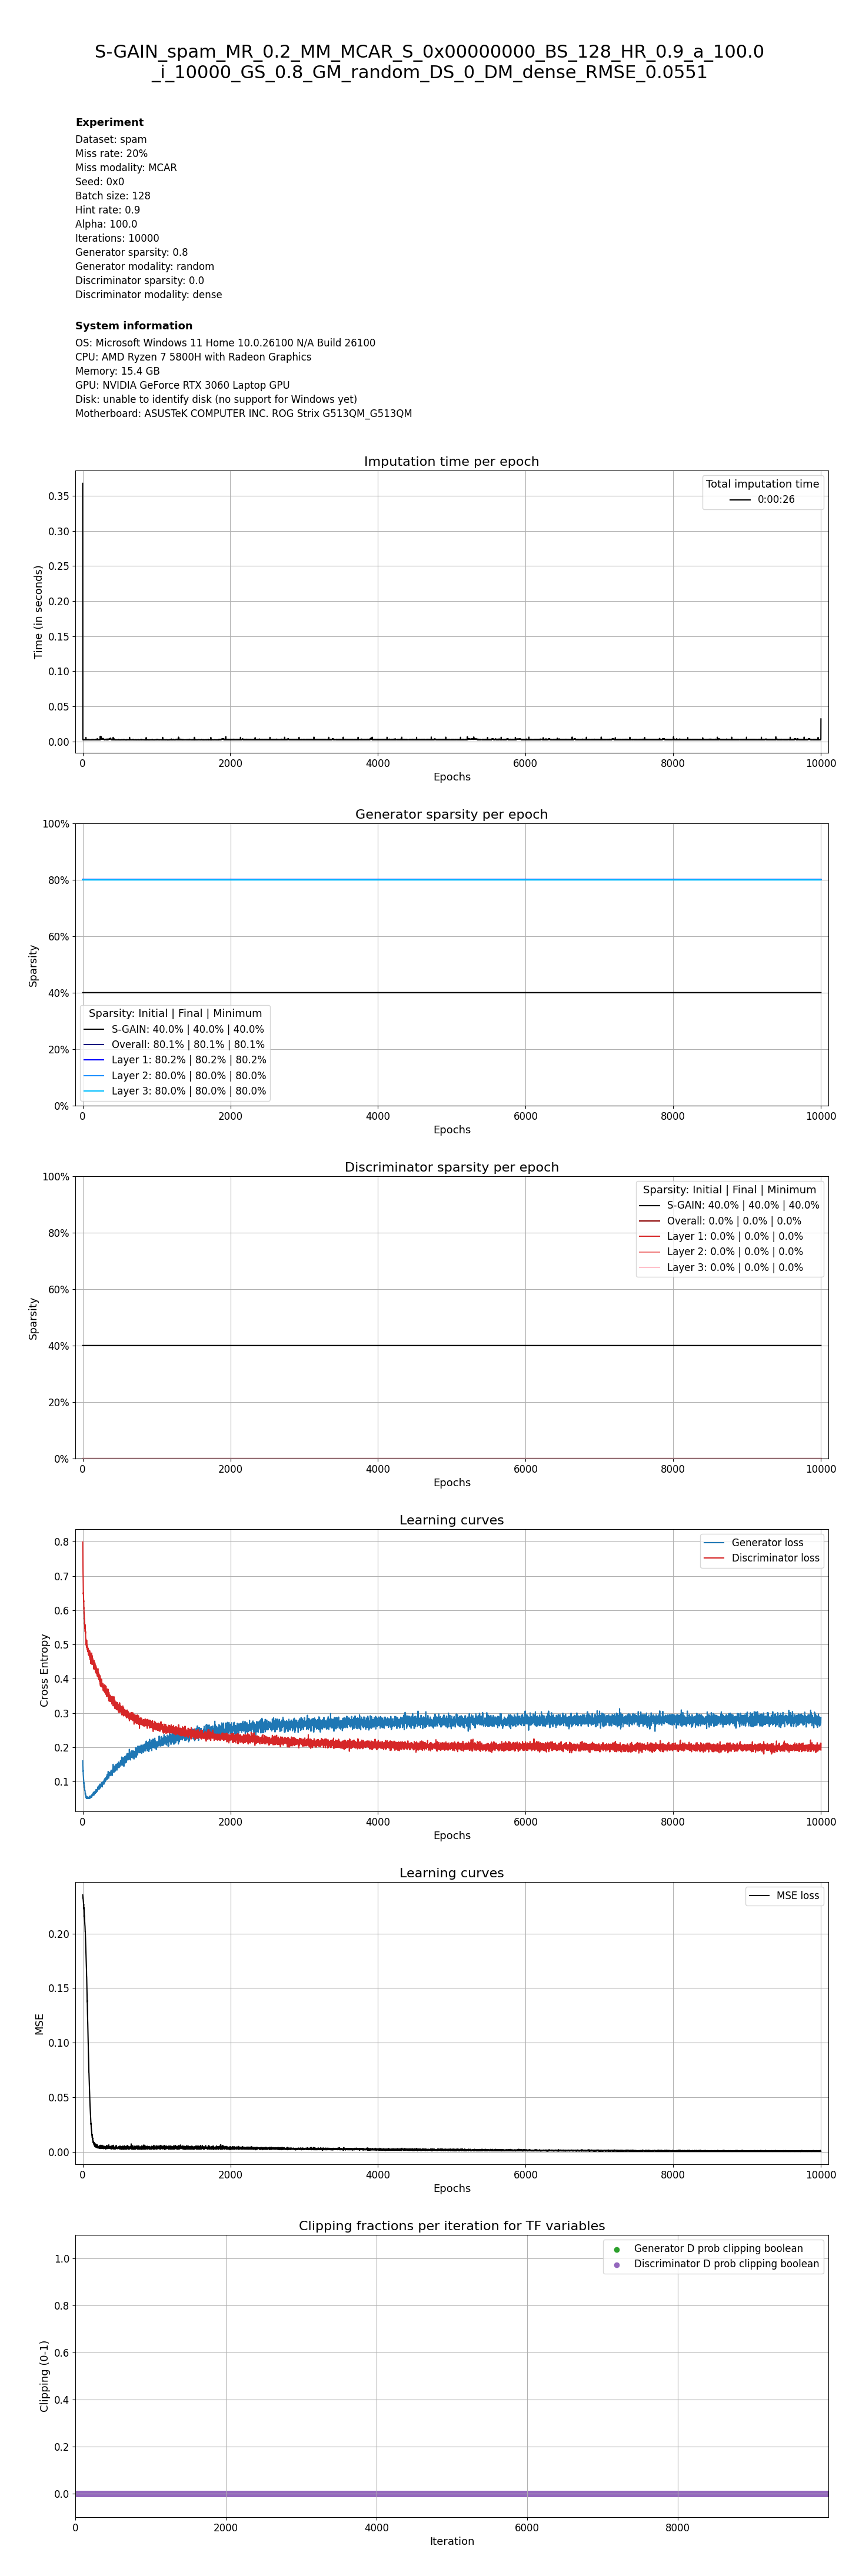 S-GAIN_spam_MR_0.2_MM_MCAR_S_0x00000000_BS_128_HR_0.9_a_100.0
_i_10000_GS_0.8_GM_random_DS_0_DM_dense_RMSE_0.0551
Experiment
Dataset: spam
Miss rate: 20%
Miss modality: MCAR
Seed: 0x0
Batch size: 128
Hint rate: 0.9
Alpha: 100.0
Iterations: 10000
Generator sparsity: 0.8
Generator modality: random
Discriminator sparsity: 0.0
Discriminator modality: dense
System information
OS: Microsoft Windows 11 Home 10.0.26100 N/A Build 26100
CPU: AMD Ryzen 7 5800H with Radeon Graphics
Memory: 15.4 GB
GPU: NVIDIA GeForce RTX 3060 Laptop GPU
Disk: unable to identify disk (no support for Windows yet)
Motherboard: ASUSTeK COMPUTER INC. ROG Strix G513QM_G513QM
Imputation time per epoch
Total imputation time
0:00:26
0.35
0.30
0.25
0.20
0.15
0.10
0.05
0.00
Time (in seconds)
0 2000 4000 6000 8000 10000
Epochs
Generator sparsity per epoch
100%
80%
60%
40%
20%
0%
Sparsity
Sparsity: Initial | Final | Minimum
S-GAIN: 40.0% | 40.0% | 40.0%
Overall: 80.1% | 80.1% | 80.1%
Layer 1: 80.2% | 80.2% | 80.2%
Layer 2: 80.0% | 80.0% | 80.0%
Layer 3: 80.0% | 80.0% | 80.0%
0 2000 4000 6000 8000 10000
Epochs
Discriminator sparsity per epoch
100%
80%
60%
40%
20%
0%
Sparsity
Sparsity: Initial | Final | Minimum
S-GAIN: 40.0% | 40.0% | 40.0%
Overall: 0.0% | 0.0% | 0.0%
Layer 1: 0.0% | 0.0% | 0.0%
Layer 2: 0.0% | 0.0% | 0.0%
Layer 3: 0.0% | 0.0% | 0.0%
0 2000 4000 6000 8000 10000
Epochs
Learning curves
0.8
0.7
0.6
0.5
0.4
0.3
0.2
0.1
Cross Entropy
Generator loss
Discriminator loss
0 2000 4000 6000 8000 10000
Epochs
Learning curves
MSE loss
0.20
0.15
0.10
0.05
0.00
MSE
0 2000 4000 6000 8000 10000
Epochs
Clipping fractions per iteration for TF variables
Generator D prob clipping boolean
Discriminator D prob clipping boolean
1.0
0.8
0.6
0.4
0.2
0.0
Clipping (0-1)
0 2000 4000 6000 8000
Iteration